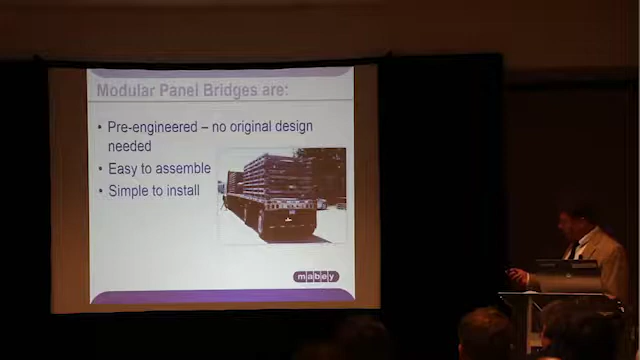 Modular Panel Bridges are:
• Pre-engineered – no original design
needed
• Easy to assemble
• Simple to install
mabey